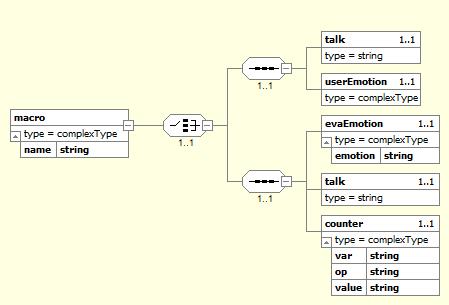 talk 1..1
type = string
1..1
userEmotion 1..1
type = complexType
macro
type = complexType
name string
1..1
evaEmotion 1..1
type = complexType
emotion string
talk 1..1
type = string
1..1
counter 1..1
type = complexType
var string
op string
value string